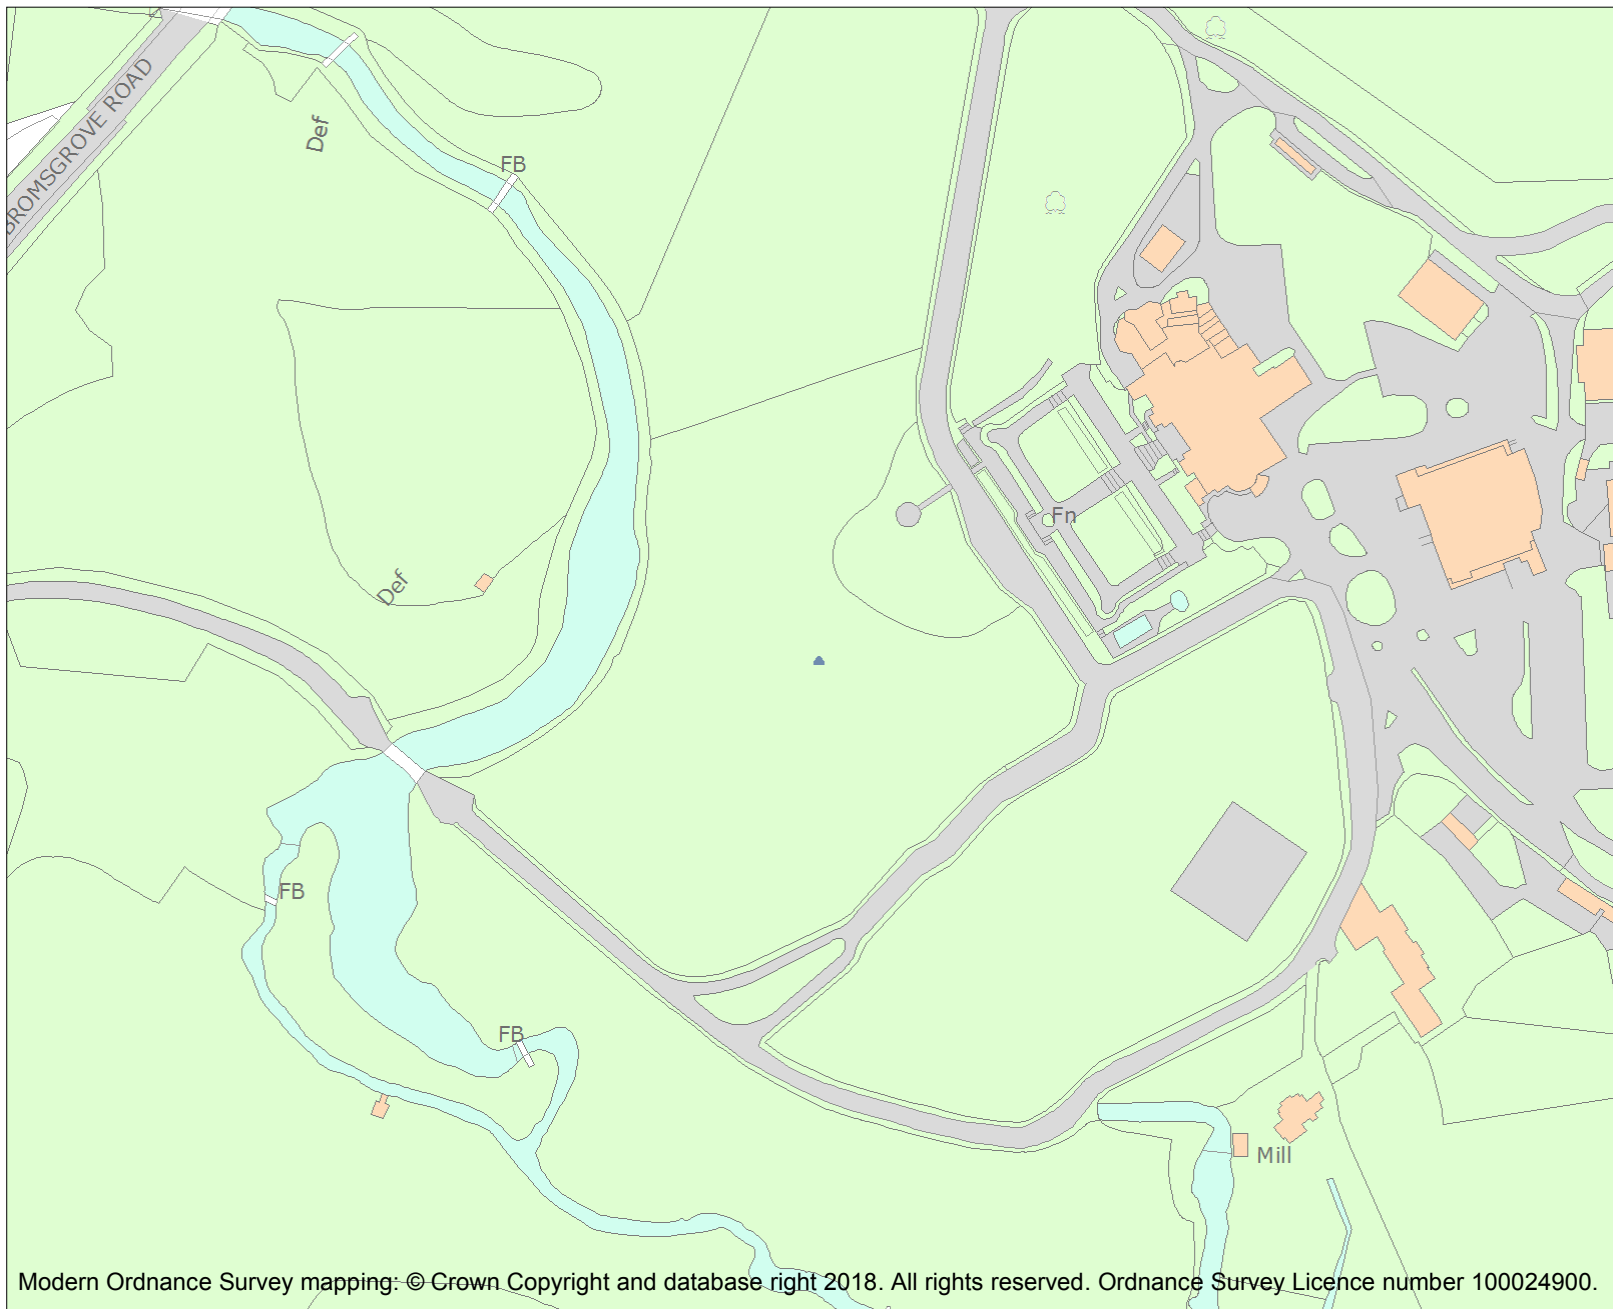 BROMSGROVE ROAD
Def
FB
Fn
Def
FB
FB
Mill
Modern Ordnance Survey mapping: © Crown Copyright and database right 2018. All rights reserved. Ordnance Survey Licence number 100024900.